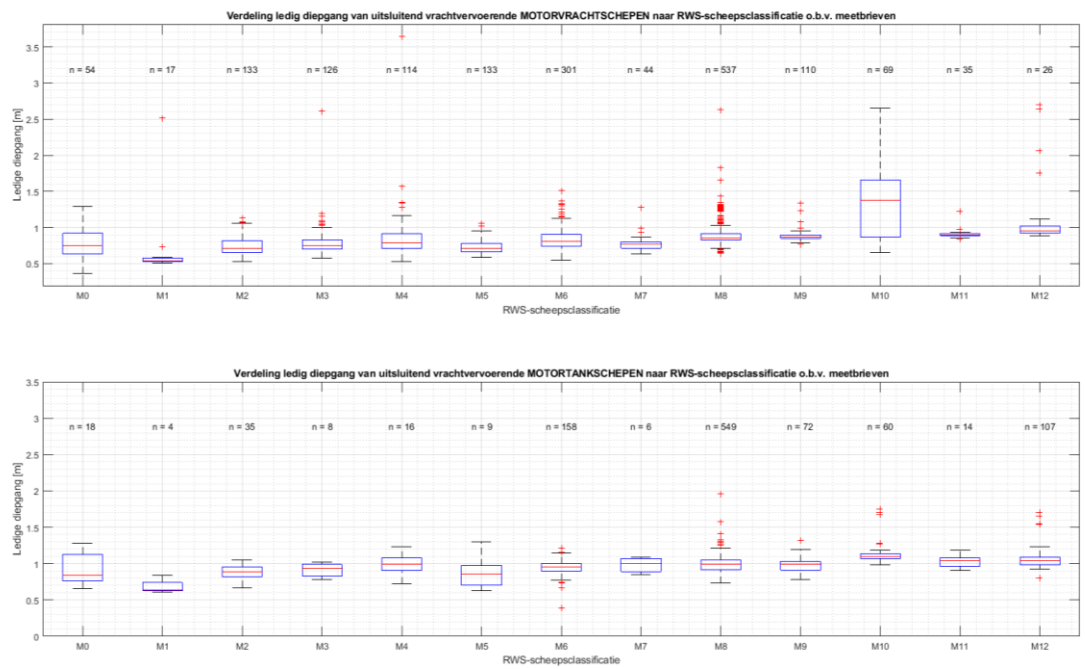 Verdeling ledig diepgang van uitsluitend vrachtvervoerende MOTORVRACHTSCHEPEN naar RWS-scheepsclassificatie o.b.v. meetbrieven
3.5
n = 54 n = 17 n = 133 n = 126 n = 114 n = 133 n = 301 n = 44 n = 537 n = 110 n = 69 n = 35 n = 26
3
2.5
2
1.5
1
0.5
Ledige diepgang [m]
M0 M1 M2 M3 M4 M5 M6 M7 M8 M9 M10 M11 M12
RWS-scheepsclassificatie
Verdeling ledig diepgang van uitsluitend vrachtvervoerende MOTORTANKSCHEPEN naar RWS-scheepsclassificatie o.b.v. meetbrieven
3.5
3
n = 18 n = 4 n = 35 n = 8 n = 16 n = 9 n = 158 n = 6 n = 549 n = 72 n = 60 n = 14 n = 107
2.5
2
1.5
1
0.5
0
Ledige diepgang [m]
M0 M1 M2 M3 M4 M5 M6 M7 M8 M9 M10 M11 M12
RWS-scheepsclassificatie